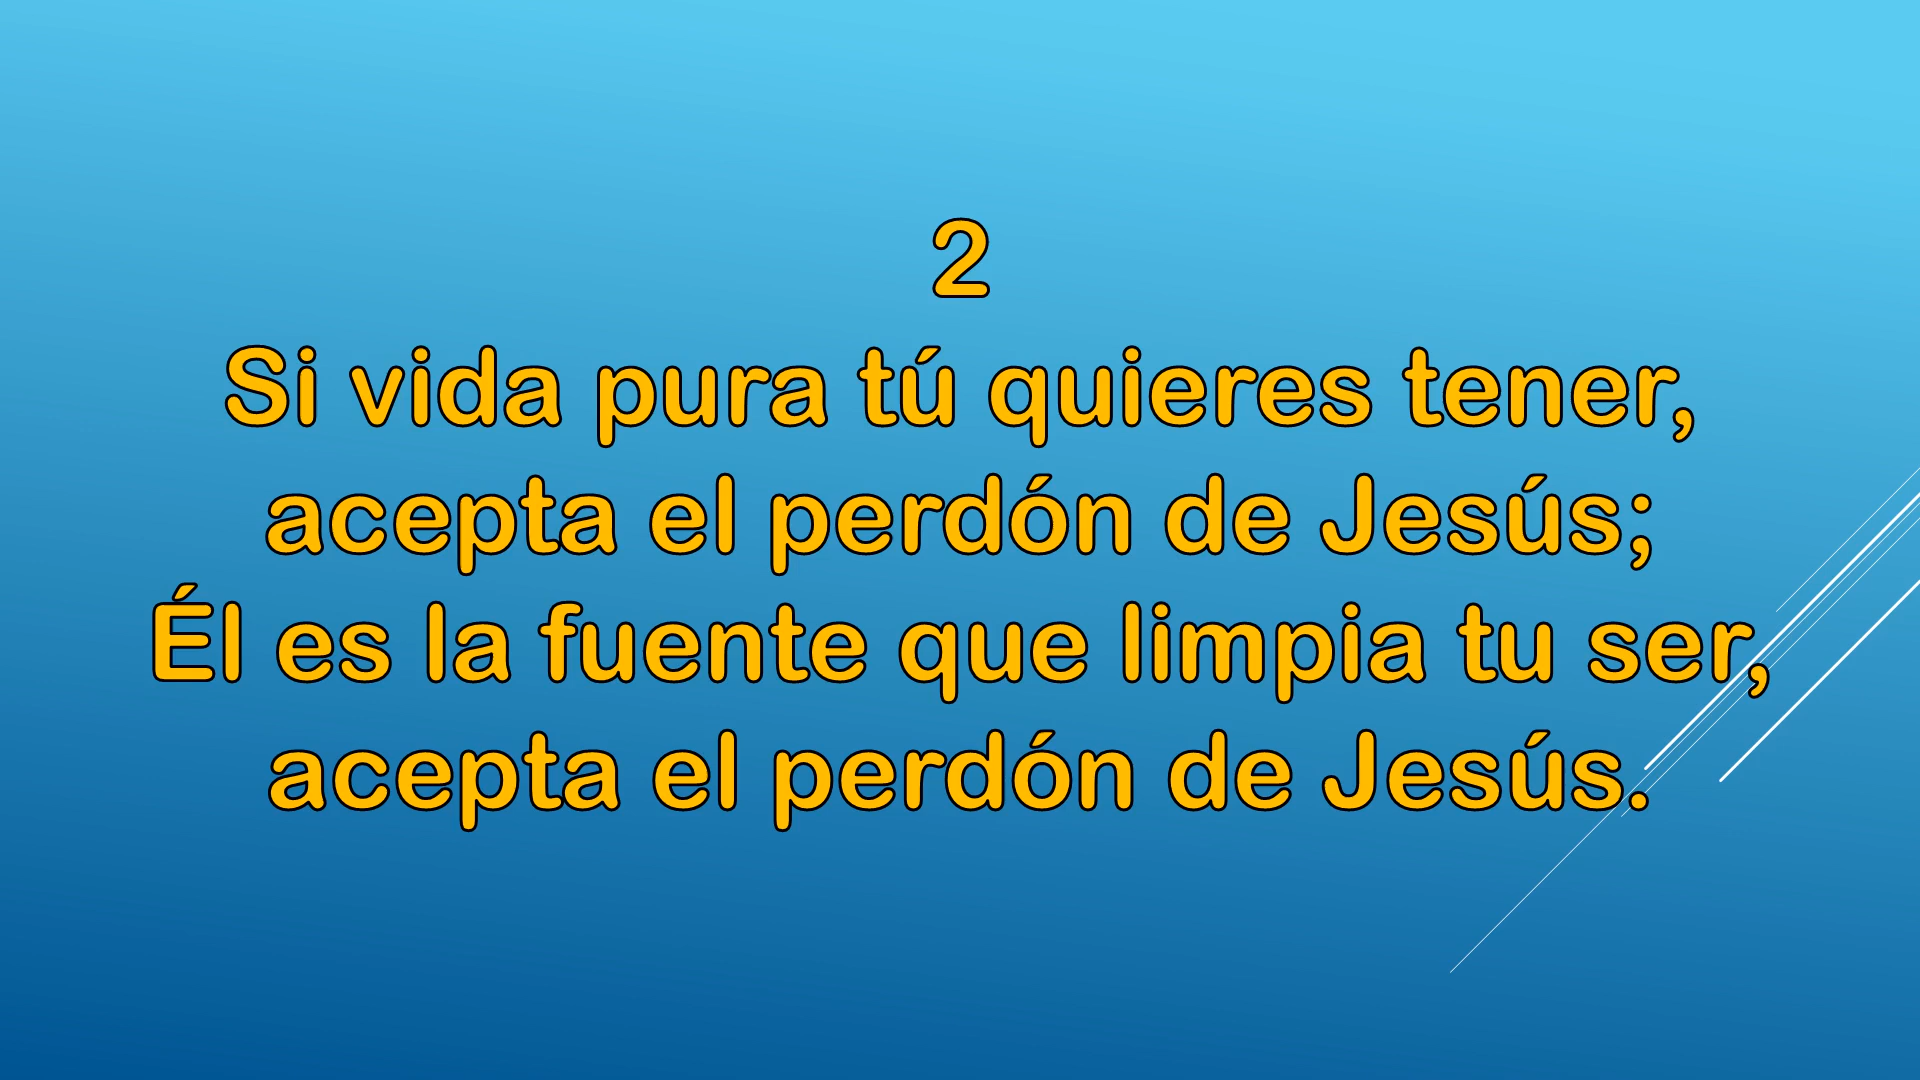 2
Si vida pura tú quieres tener,
acepta el perdón de Jesús;
Él es la fuente que limpia tu ser,
acepta el perdón de Jesús.